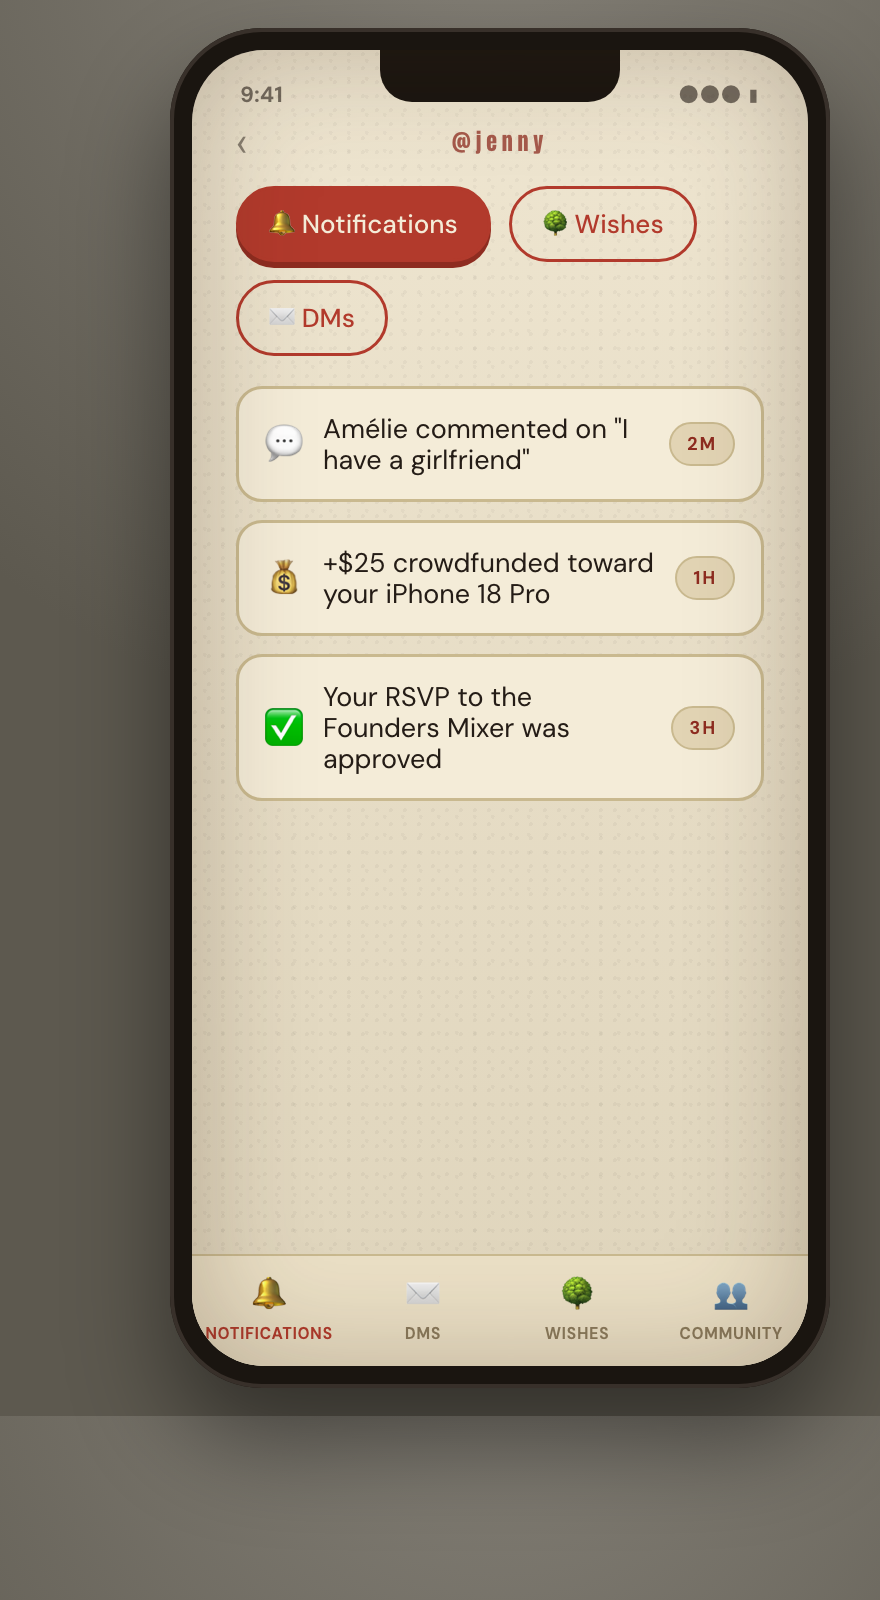 9:41
@jenny
Notifications
Wishes
DMs
Amélie commented on "I
have a girlfriend"
2M
+$25 crowdfunded toward
your iPhone 18 Pro
1H
Your RSVP to the
Founders Mixer was
approved
3H
NOTIFICATIONS
DMS
WISHES
COMMUNITY